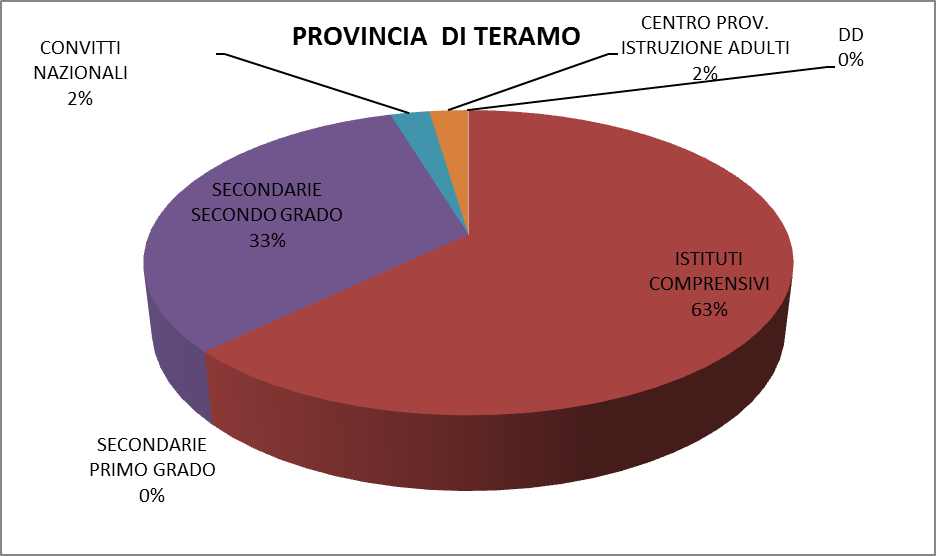 PROVINCIA DI TERAMO
CONVITTI
NAZIONALI
2%
CENTRO PROV.
ISTRUZIONE ADULTI
2%
DD
0%
SECONDARIE
SECONDO GRADO
33%
ISTITUTI
COMPRENSIVI
63%
SECONDARIE
PRIMO GRADO
0%